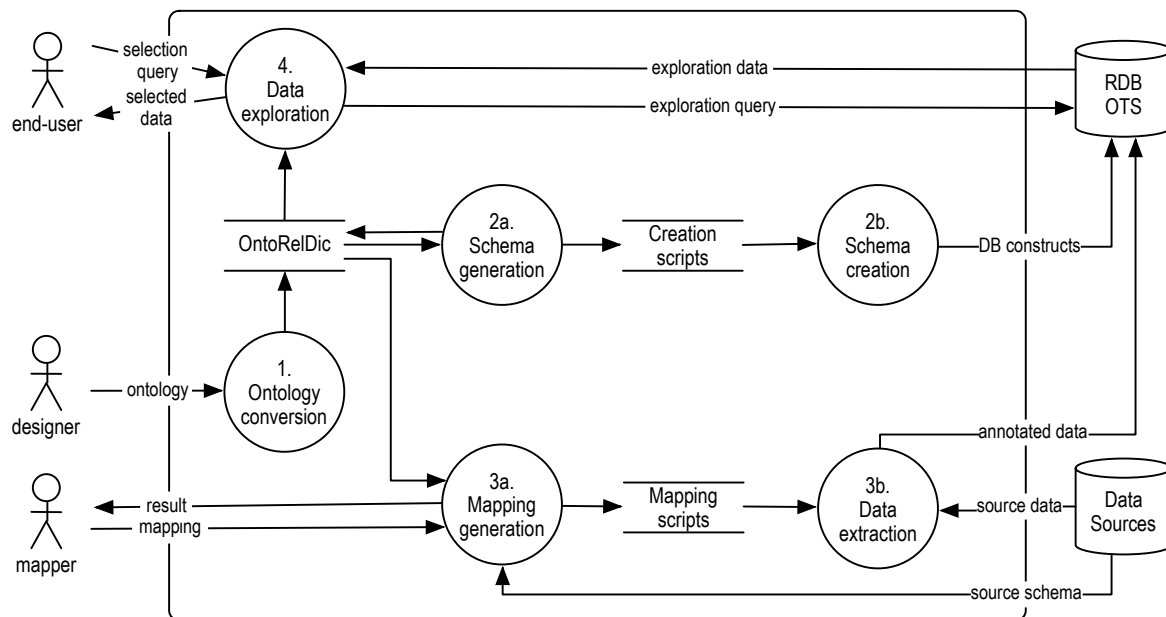 selection
query
selected
data
end-user
4.
Data
exploration
exploration data
exploration query
RDB
OTS
OntoRelDic
2a.
Schema
generation
Creation
scripts
2b.
Schema
creation
DB constructs
designer
ontology
1.
Ontology
conversion
annotated data
mapper
result
mapping
3a.
Mapping
generation
Mapping
scripts
3b.
Data
extraction
source data
Data
Sources
source schema